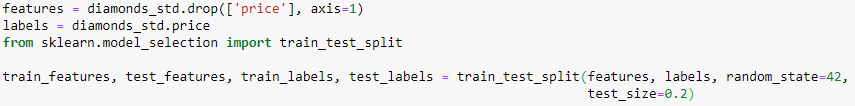 features = diamonds_std.drop(['price'], axis=1)
labels = diamonds_std.price
from sklearn.model_selection import train_test_split
train_features, test_features, train_labels, test_labels = train_test_split(features, labels, random_state=42,
test_size=0.2)